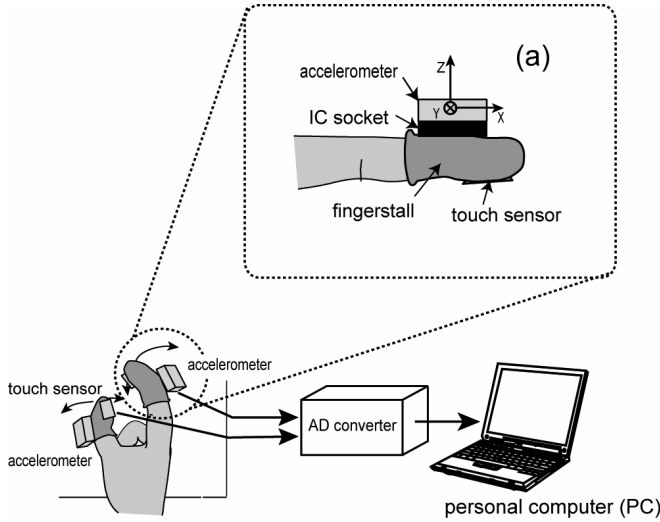 (a)
Z
accelerometer
Y
X
IC socket
fingerstall
touch sensor
accelerometer
touch sensor
AD converter
accelerometer
personal computer (PC)